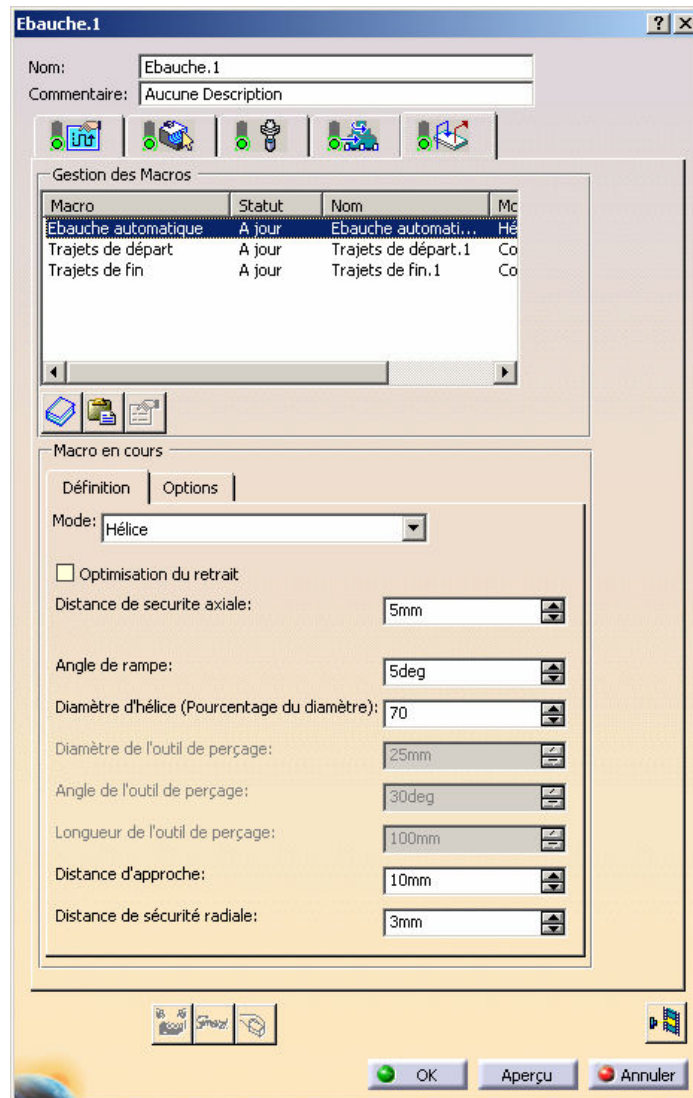 Ebauche.1
Nom: Ebauche.1
Commentaire: Aucune Description
Gestion des Macros
Macro Statut Nom Mc
Ebauche automatique A jour Ebauche automati... Hé
Trajets de départ A jour Trajets de départ.1 Co
Trajets de fin A jour Trajets de fin.1 Co
Macro en cours
Définition Options
Mode: Hélice
Optimisation du retrait
Distance de securite axiale: 5mm
Angle de rampe: 5deg
Diamètre d'hélice (Pourcentage du diamètre): 70
Diamètre de l'outil de perçage: 25mm
Angle de l'outil de perçage: 30deg
Longueur de l'outil de perçage: 100mm
Distance d'approche: 10mm
Distance de sécurité radiale: 3mm
OK Aperçu Annuler